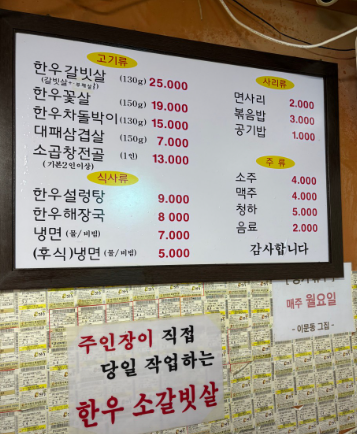 고기류
한우갈빗살 (130g) 25.000
한우꽃살 (150g) 19.000
한우차돌박이 (130g) 15.000
대패삼겹살 (150g) 7.000
소곱창전골 (1인) 13.000
(기본2인이상)
식사류
한우설렁탕 9.000
한우해장국 8 000
냉면 (물/비빔) 7.000
(후식)냉면 (물/비빔) 5.000
사리류
면사리 2.000
볶음밥 3.000
공기밥 1.000
주 류
소주 4.000
맥주 4.000
청하 5.000
음료 2.000
감사합니다
매주 월요일
- 이문동 그집 -
주인장이 직접
당일 작업하는
한우 소갈빗살